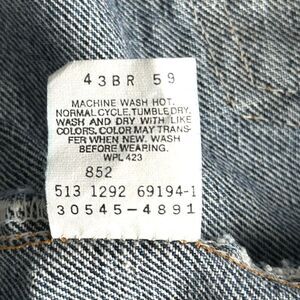 43BR 59
MACHINE WASH HOT.
NORMAL CYCLE. TUMBLE DRY.
WASH AND DRY WITH LIKE
COLORS. COLOR MAY TRANS-
FER WHEN NEW. WASH
BEFORE WEARING.
WPL 423
852
513 1292 69194-1
30545-4891